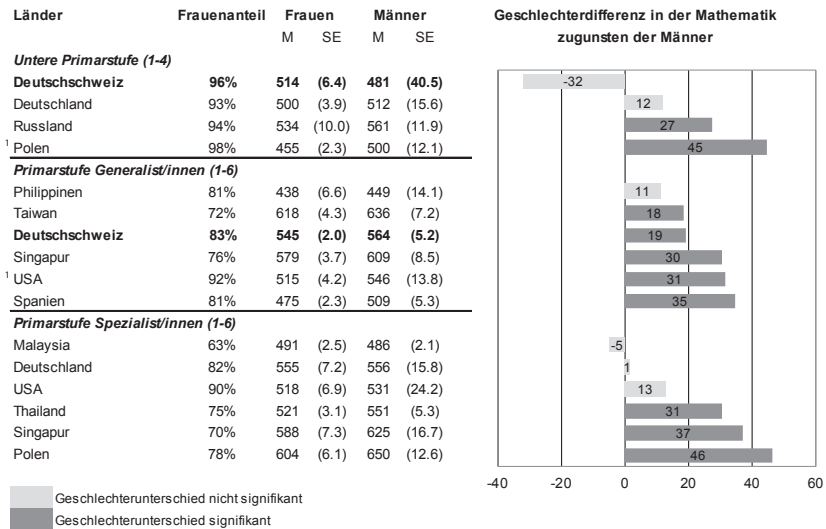 Länder Frauenanteil Frauen Männer Geschlechterdifferenz in der Mathematik
M SE M SE zugunsten der Männer
Untere Primarstufe (1-4)
Deutschschweiz 96% 514 (6.4) 481 (40.5) -32
Deutschland 93% 500 (3.9) 512 (15.6) 12
Russland 94% 534 (10.0) 561 (11.9) 27
1 Polen 98% 455 (2.3) 500 (12.1) 45
Primarstufe Generalist/innen (1-6)
Philippinen 81% 438 (6.6) 449 (14.1) 11
Taiwan 72% 618 (4.3) 636 (7.2) 18
Deutschschweiz 83% 545 (2.0) 564 (5.2) 19
Singapur 76% 579 (3.7) 609 (8.5) 30
1 USA 92% 515 (4.2) 546 (13.8) 31
Spanien 81% 475 (2.3) 509 (5.3) 35
Primarstufe Spezialist/innen (1-6)
Malaysia 63% 491 (2.5) 486 (2.1) -5
Deutschland 82% 555 (7.2) 556 (15.8) 1
USA 90% 518 (6.9) 531 (24.2) 13
Thailand 75% 521 (3.1) 551 (5.3) 31
Singapur 70% 588 (7.3) 625 (16.7) 37
Polen 78% 604 (6.1) 650 (12.6) 46
-40 -20 0 20 40 60
Geschlechterunterschied nicht signifikant
Geschlechterunterschied signifikant